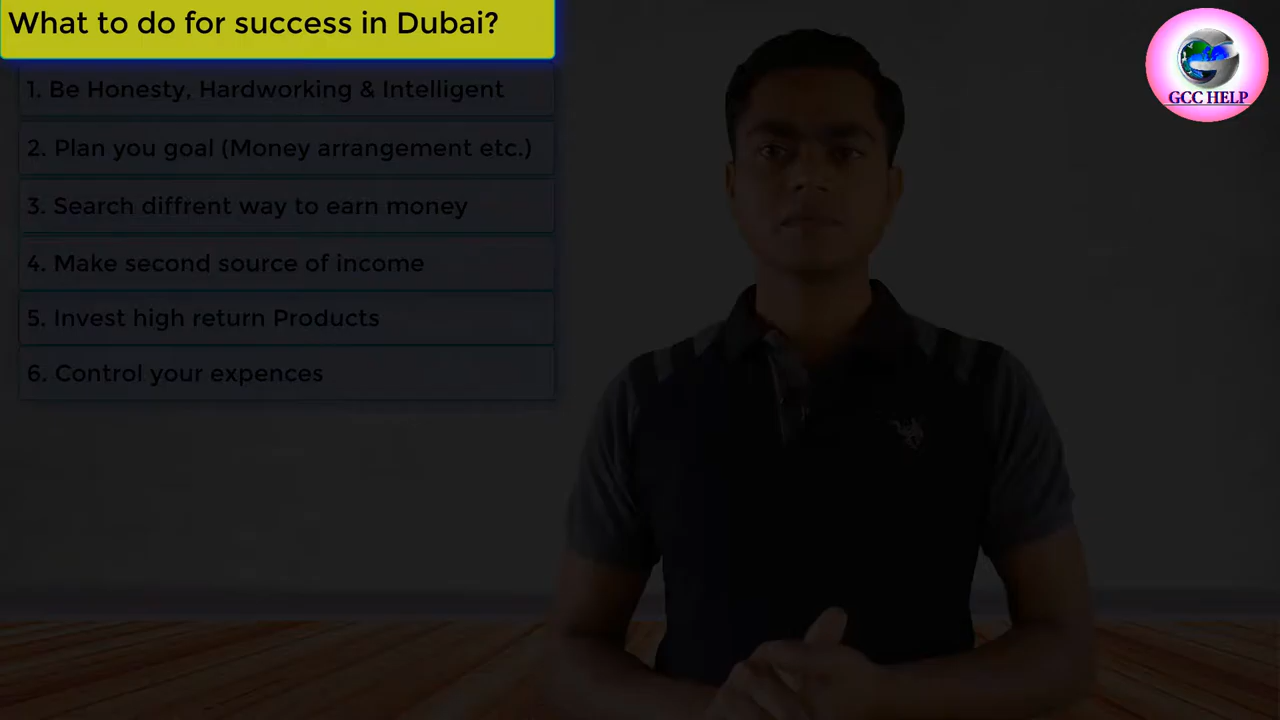 What to do for success in Dubai?
1. Be Honesty, Hardworking & Intelligent
2. Plan you goal (Money arrangement etc.)
3. Search diffrent way to earn money
4. Make second source of income
5. Invest high return Products
6. Control your expences
GCC HELP